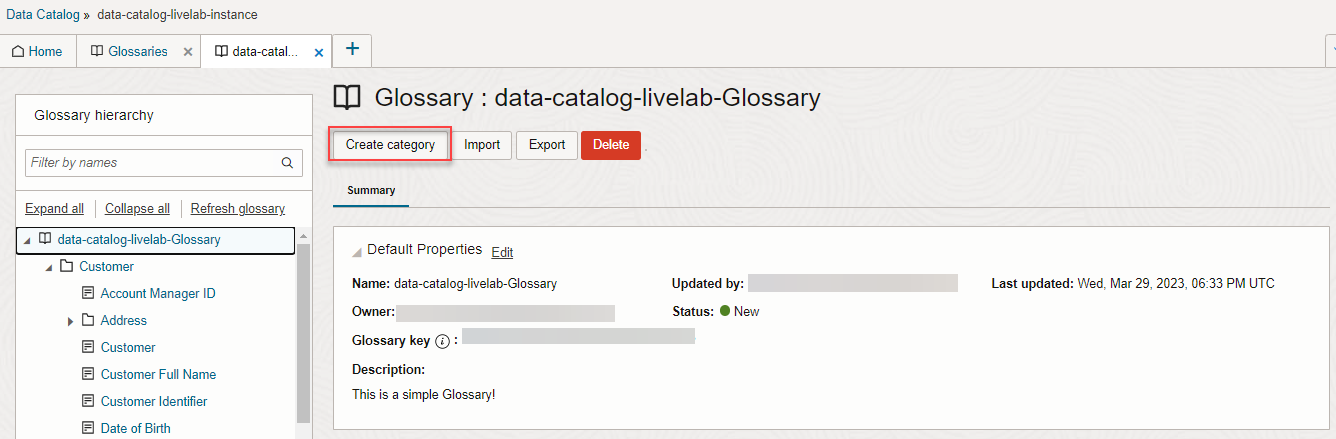 Data Catalog » data-catalog-livelab-instance
Home
Glossaries
data-catal...
Glossary hierarchy
Filter by names
Expand all
Collapse all
Refresh glossary
data-catalog-livelab-Glossary
Customer
Account Manager ID
Address
Customer
Customer Full Name
Customer Identifier
Date of Birth
Glossary : data-catalog-livelab-Glossary
Create category Import Export Delete
Summary
Default Properties Edit
Name: data-catalog-livelab-Glossary Updated by: Last updated: Wed, Mar 29, 2023, 06:33 PM UTC
Owner: Status: New
Glossary key i :
Description:
This is a simple Glossary!